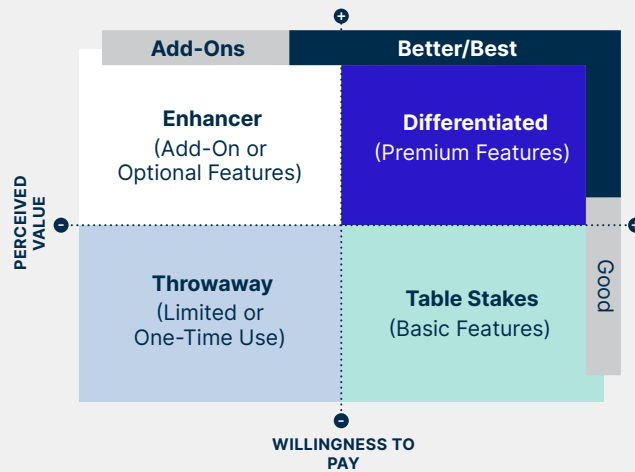 +
Add-Ons
Better/Best
Enhancer
(Add-On or
Optional Features)
Differentiated
(Premium Features)
PERCEIVED
VALUE
-
+
Good
Throwaway
(Limited or
One-Time Use)
Table Stakes
(Basic Features)
-
WILLINGNESS TO
PAY